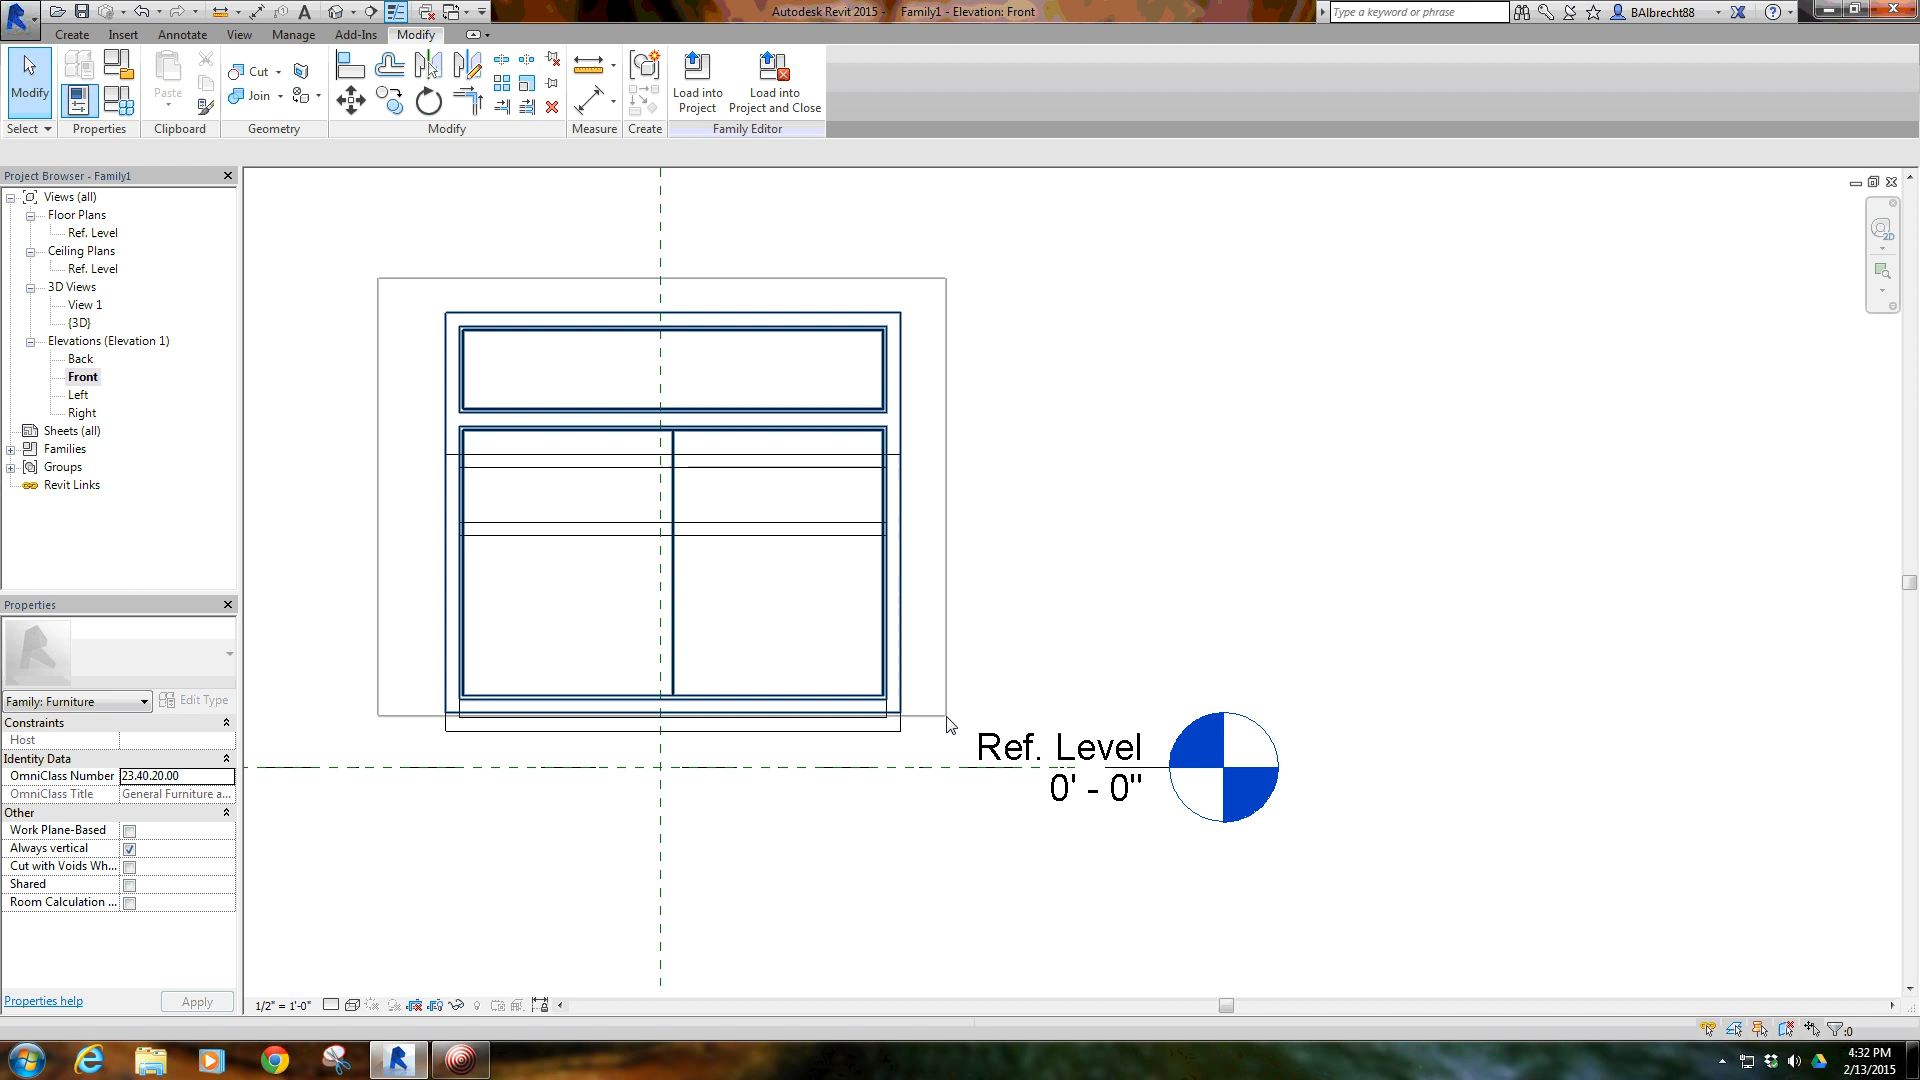 Autodesk Revit 2015 - Family1 - Elevation: Front
Type a keyword or phrase
BAlbrecht88
Create Insert Annotate View Manage Add-Ins Modify
Modify
Paste
Cut
Join
Load into Project
Load into Project and Close
Select Properties Clipboard Geometry Modify Measure Create Family Editor
Project Browser - Family1
Views (all)
Floor Plans
Ref. Level
Ceiling Plans
Ref. Level
3D Views
View 1
{3D}
Elevations (Elevation 1)
Back
Front
Left
Right
Sheets (all)
Families
Groups
Revit Links
2D
Properties
Family: Furniture
Edit Type
Constraints
Host
Identity Data
OmniClass Number 23.40.20.00
OmniClass Title General Furniture a...
Other
Work Plane-Based
Always vertical
Cut with Voids Wh...
Shared
Room Calculation ...
Properties help
Apply
Ref. Level
0' - 0"
1/2" = 1'-0"
:0
4:32 PM
2/13/2015